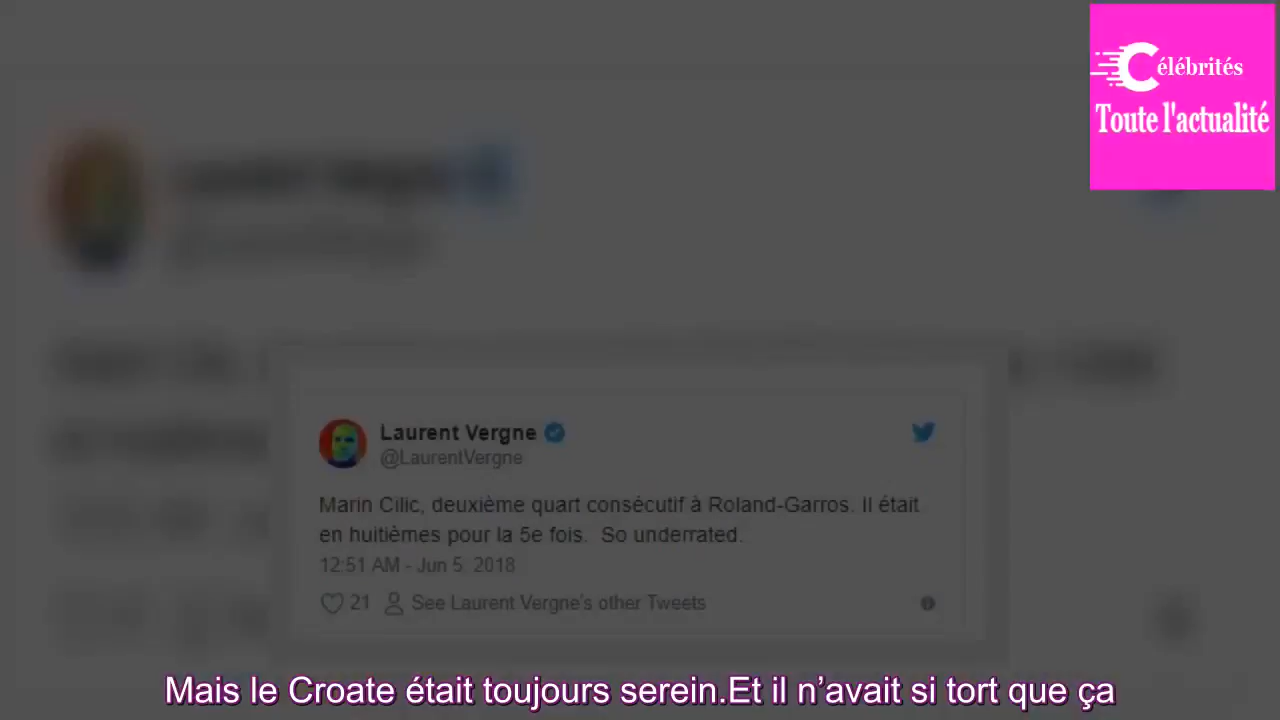 Célébrités
Toute l'actualité
Laurent Vergne
@LaurentVergne
Marin Cilic, deuxième quart consécutif à Roland-Garros. Il était
en huitièmes pour la 5e fois. So underrated.
12:51 AM - Jun 5, 2018
21 See Laurent Vergne's other Tweets
Mais le Croate était toujours serein.Et il n’avait si tort que ça